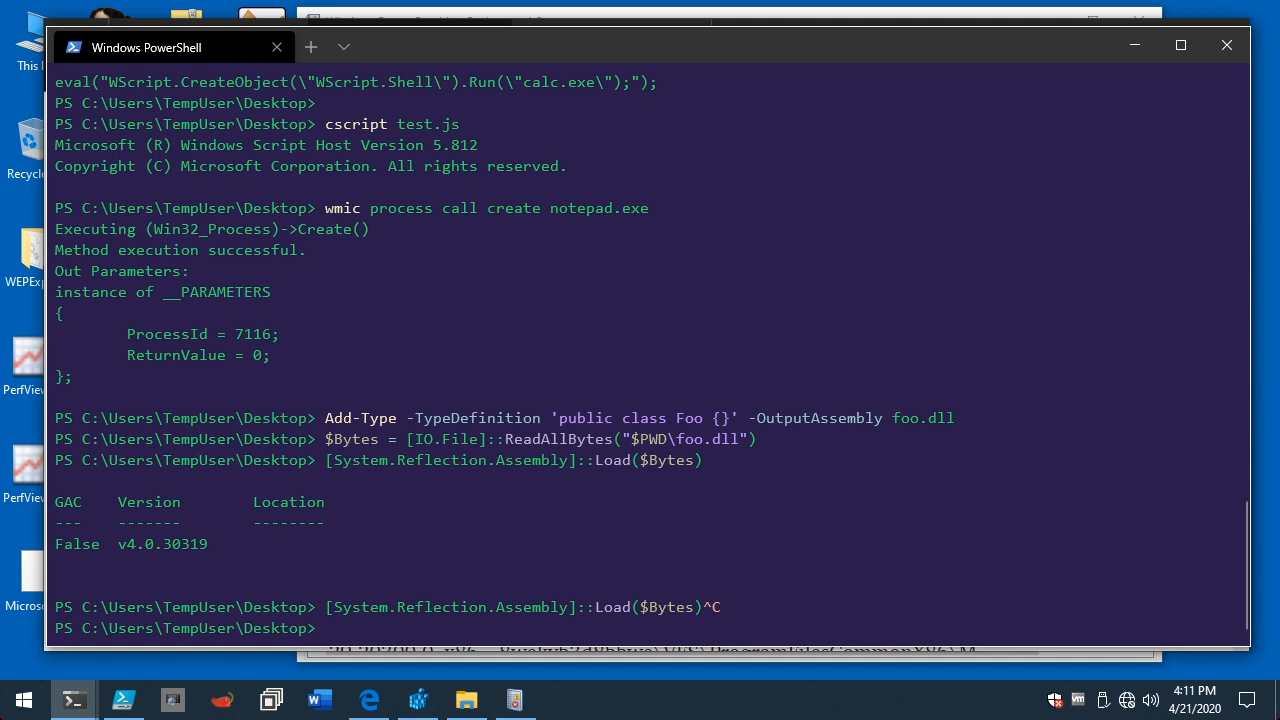 Windows PowerShell
eval("WScript.CreateObject(\"WScript.Shell\").Run(\"calc.exe\");");
PS C:\Users\TempUser\Desktop>
PS C:\Users\TempUser\Desktop> cscript test.js
Microsoft (R) Windows Script Host Version 5.812
Copyright (C) Microsoft Corporation. All rights reserved.
PS C:\Users\TempUser\Desktop> wmic process call create notepad.exe
Executing (Win32_Process)->Create()
Method execution successful.
Out Parameters:
instance of __PARAMETERS
{
ProcessId = 7116;
ReturnValue = 0;
};
PS C:\Users\TempUser\Desktop> Add-Type -TypeDefinition 'public class Foo {}' -OutputAssembly foo.dll
PS C:\Users\TempUser\Desktop> $Bytes = [IO.File]::ReadAllBytes("$PWD\foo.dll")
PS C:\Users\TempUser\Desktop> [System.Reflection.Assembly]::Load($Bytes)
GAC Version Location
--- ------- --------
False v4.0.30319
PS C:\Users\TempUser\Desktop> [System.Reflection.Assembly]::Load($Bytes)^C
PS C:\Users\TempUser\Desktop>
This
Recycle
WEPExp
PerfView
PerfView
Microso
4:11 PM
4/21/2020